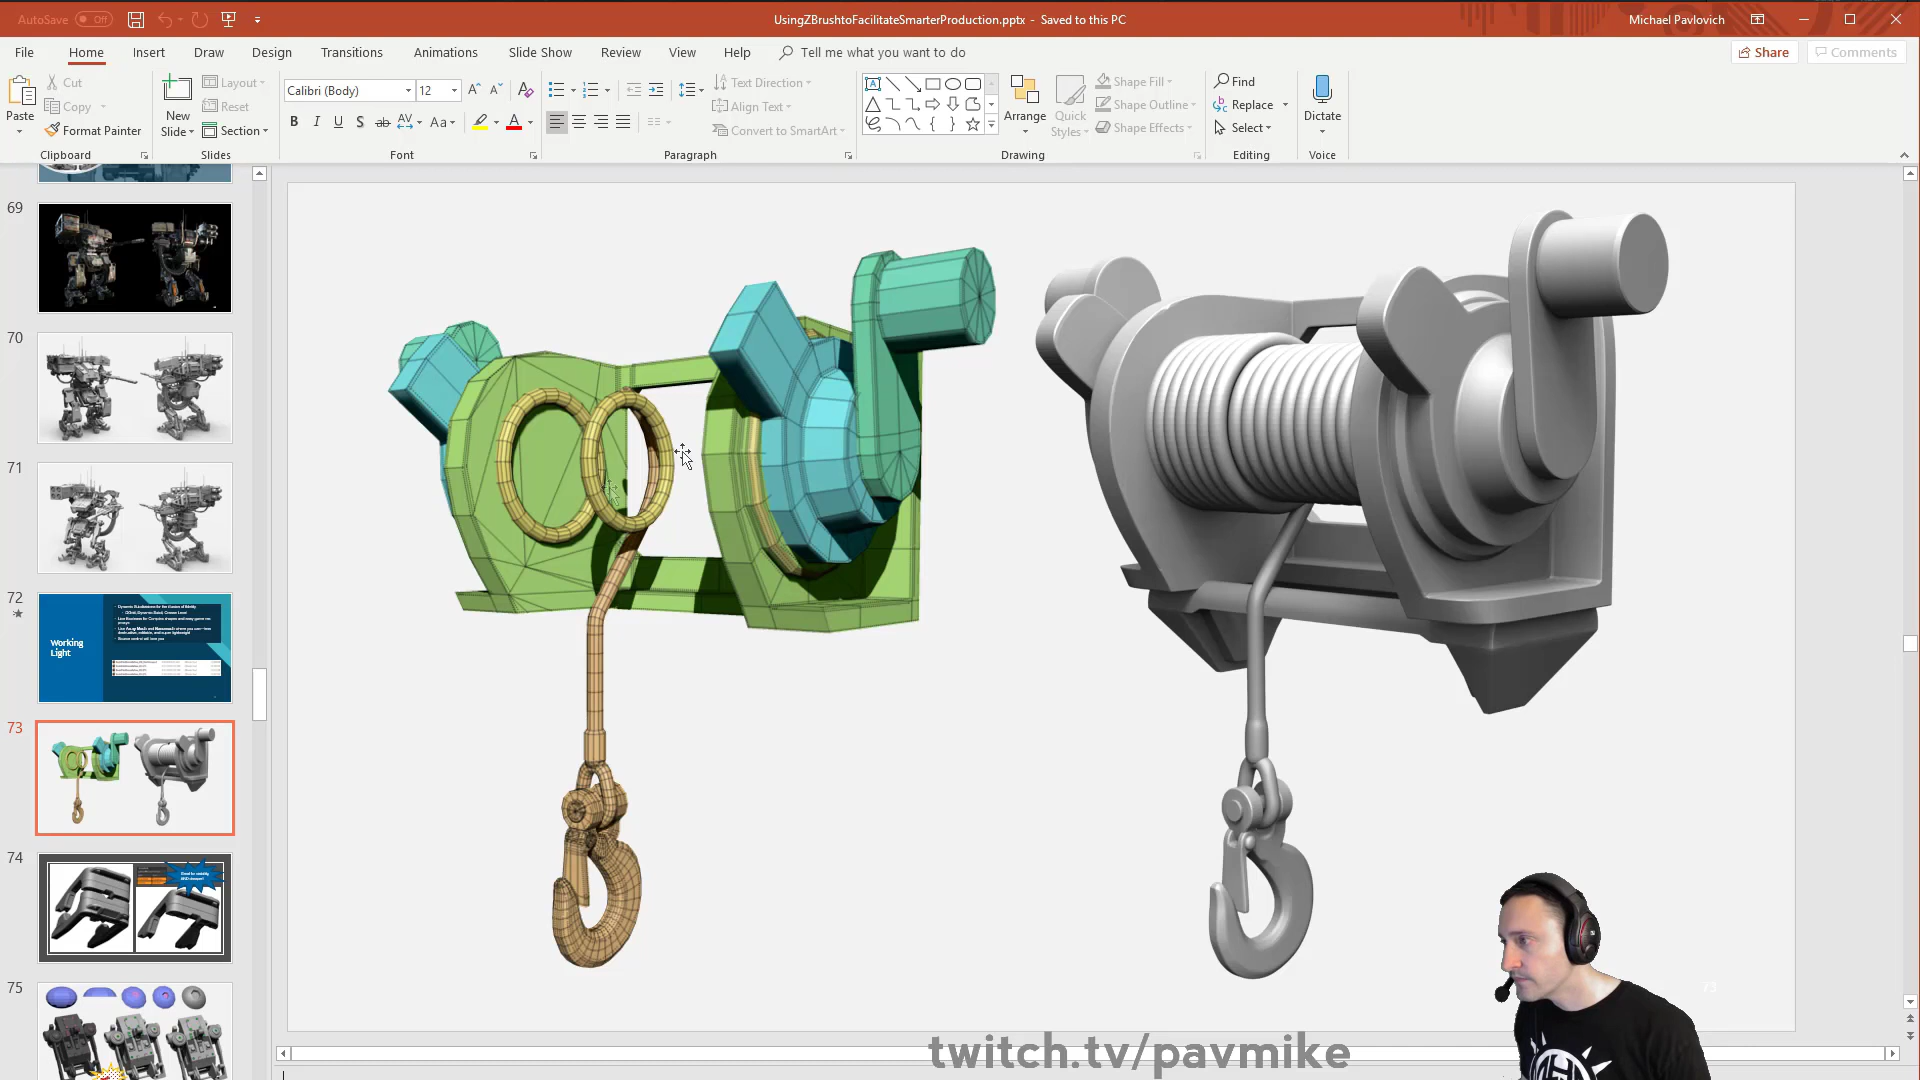 AutoSave Off
UsingZBrushtoFacilitateSmarterProduction.pptx - Saved to this PC
Michael Pavlovich
File Home Insert Draw Design Transitions Animations Slide Show Review View Help Tell me what you want to do
Share Comments
Paste
Cut
Copy
Format Painter
Clipboard
New Slide
Layout
Reset
Section
Slides
Calibri (Body) 12
B I U S ab AV Aa A
Font
Text Direction
Align Text
Convert to SmartArt
Paragraph
Arrange
Quick Styles
Shape Fill
Shape Outline
Shape Effects
Drawing
Find
Replace
Select
Editing
Dictate
Voice
69
70
71
72
Working
Light
73
74
75
73
twitch.tv/pavmike